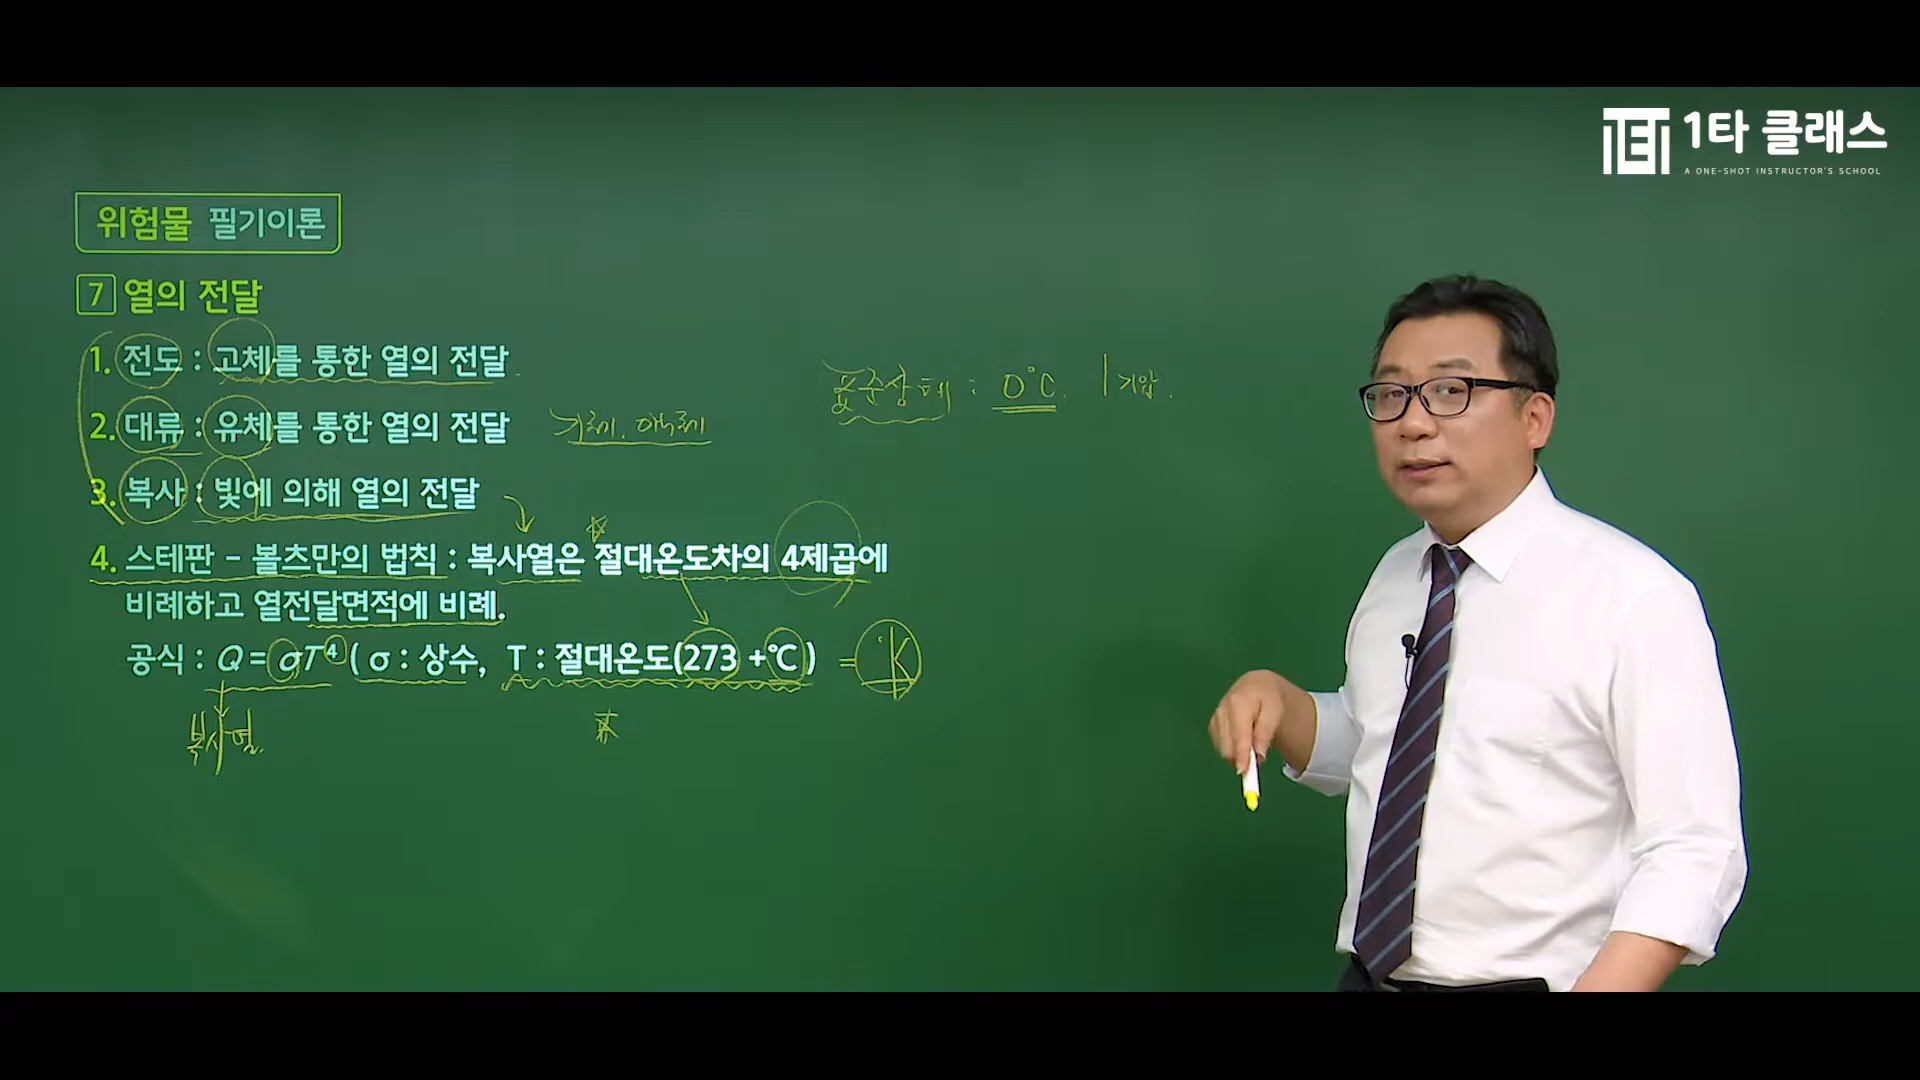 1타 클래스
A ONE-SHOT INSTRUCTOR'S SCHOOL
위험물 필기이론
7 열의 전달
1. 전도 : 고체를 통한 열의 전달
2. 대류 : 유체를 통한 열의 전달 기체. 액체
3. 복사 : 빛에 의해 열의 전달
표준상태 : 0℃. 1기압.
4. 스테판 - 볼츠만의 법칙 : 복사열은 절대온도차의 4제곱에
비례하고 열전달면적에 비례.
공식 : Q = σT⁴ ( σ : 상수, T : 절대온도(273 +℃ ) = °K
복사열.